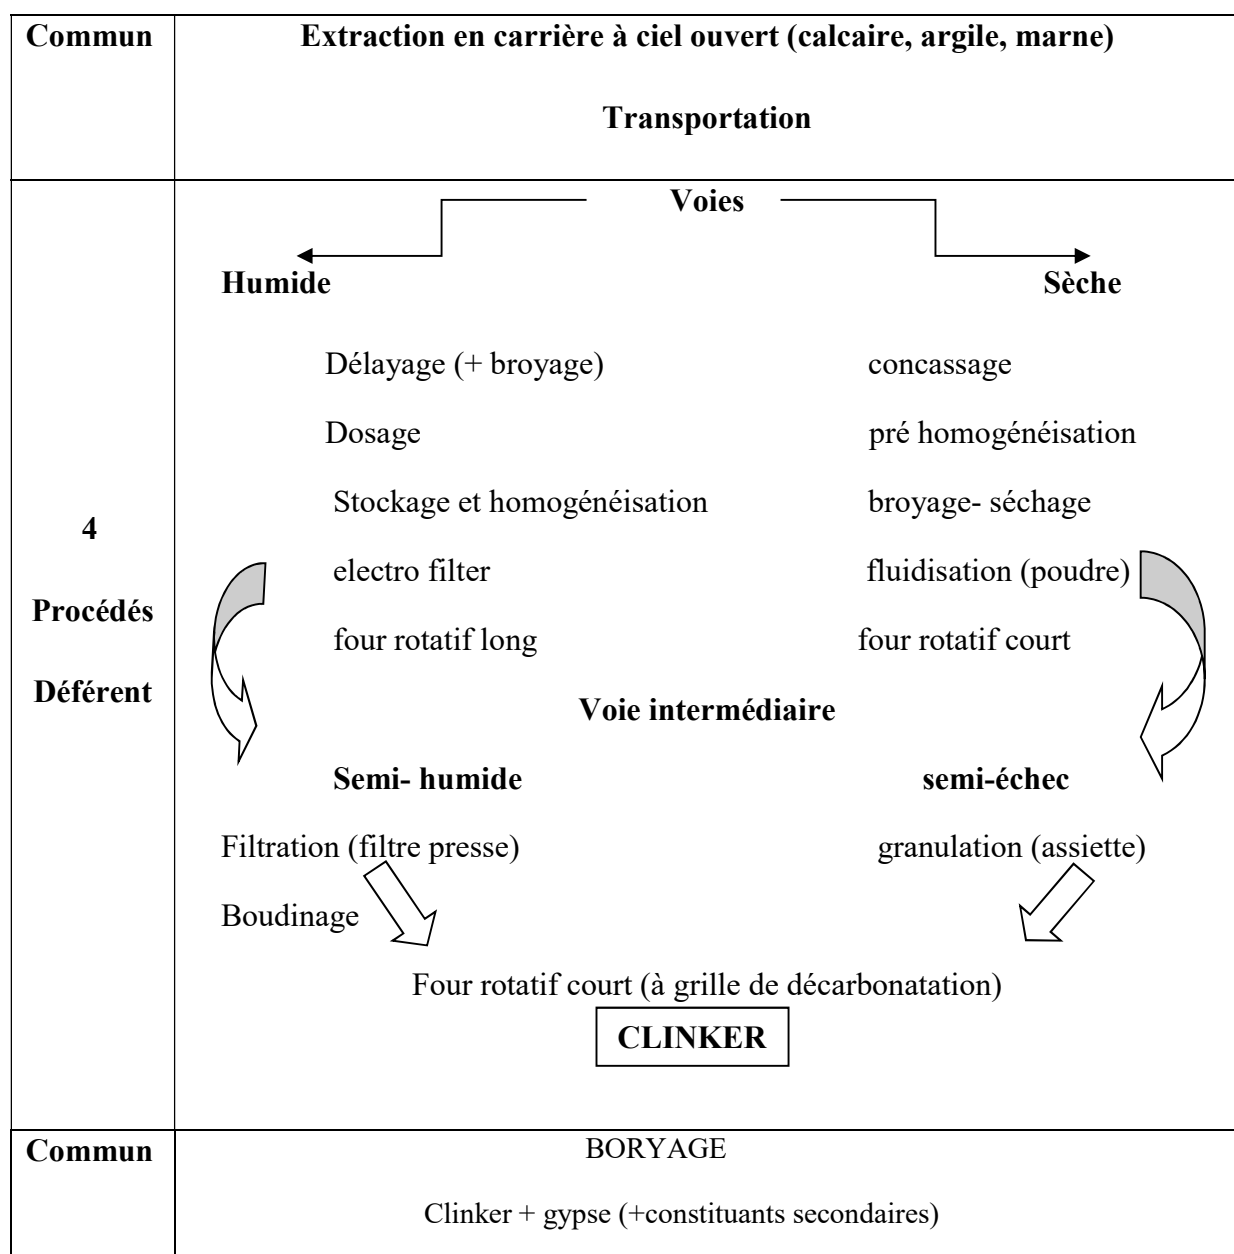 Commun
Extraction en carrière à ciel ouvert (calcaire, argile, marne)
Transportation
4
Procédés
Déférent
Voies
Humide
Sèche
Délayage (+ broyage)
concassage
Dosage
pré homogénéisation
Stockage et homogénéisation
broyage- séchage
electro filter
fluidisation (poudre)
four rotatif long
four rotatif court
Voie intermédiaire
Semi- humide
semi-échec
Filtration (filtre presse)
granulation (assiette)
Boudinage
Four rotatif court (à grille de décarbonatation)
CLINKER
Commun
BORYAGE
Clinker + gypse (+constituants secondaires)